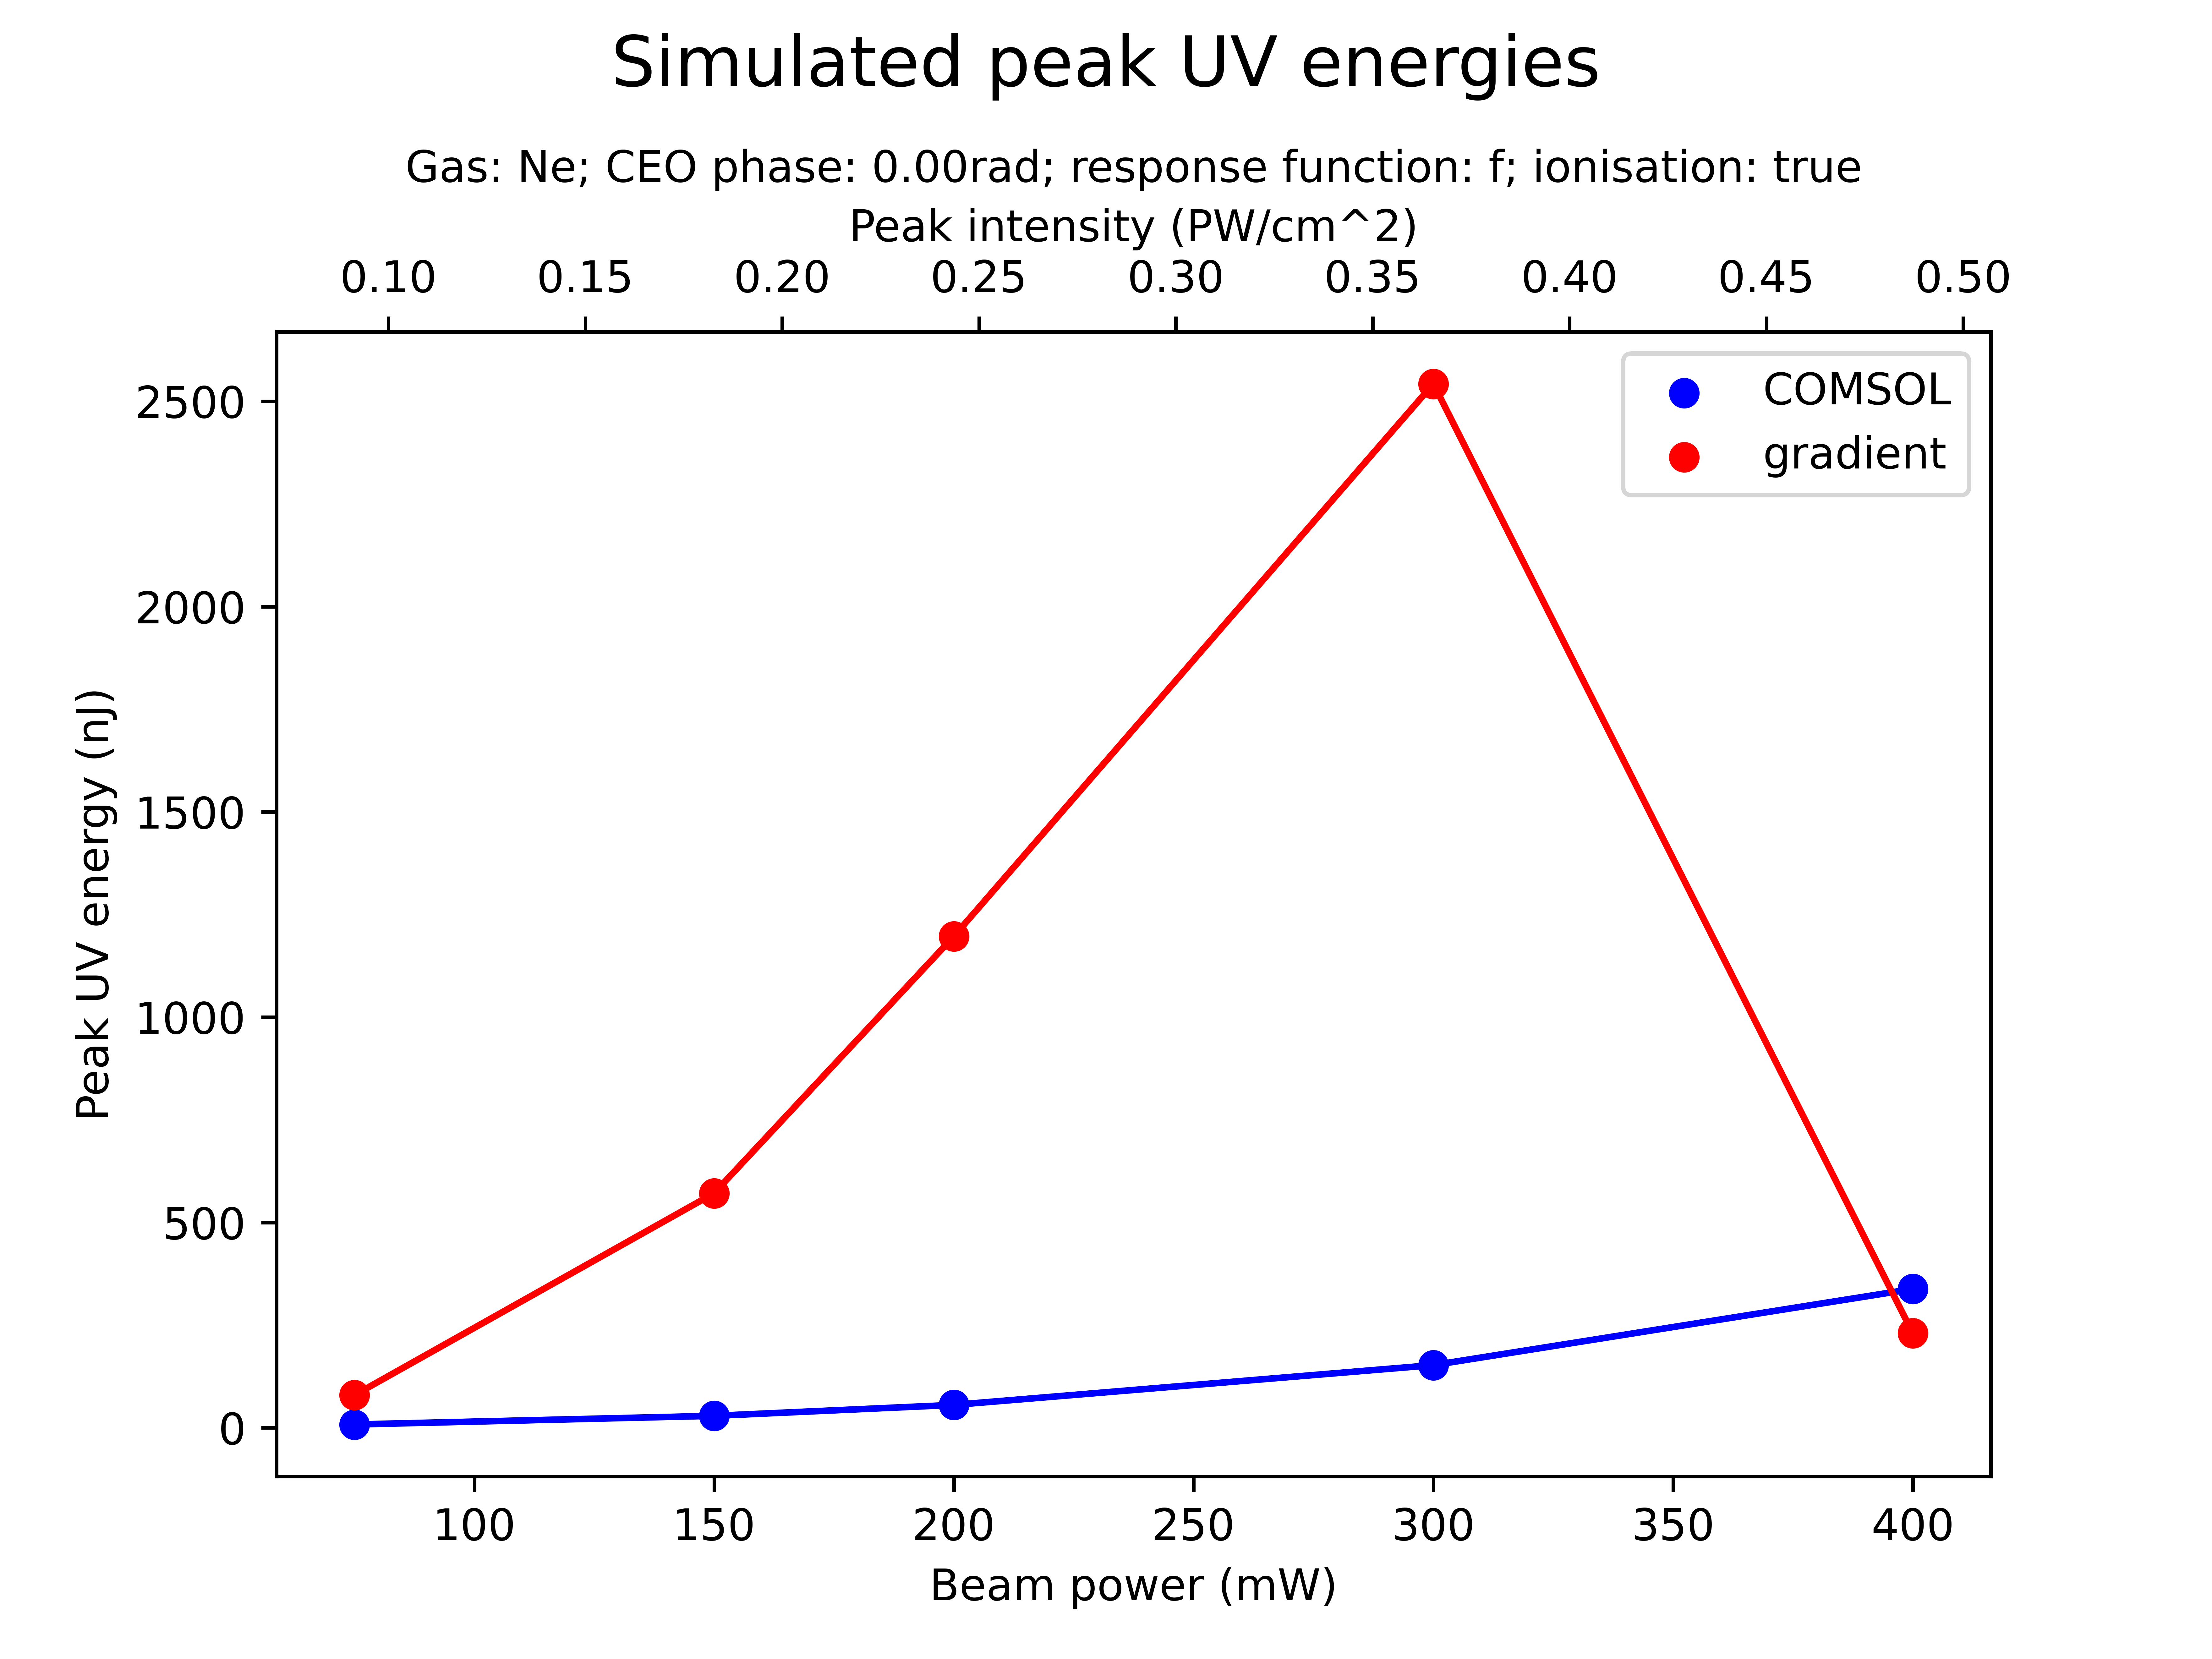 Simulated peak UV energies
Gas: Ne; CEO phase: 0.00rad; response function: f; ionisation: true
Peak intensity (PW/cm^2)
0.10 0.15 0.20 0.25 0.30 0.35 0.40 0.45 0.50
COMSOL
gradient
2500
2000
1500
1000
500
0
Peak UV energy (nJ)
100 150 200 250 300 350 400
Beam power (mW)